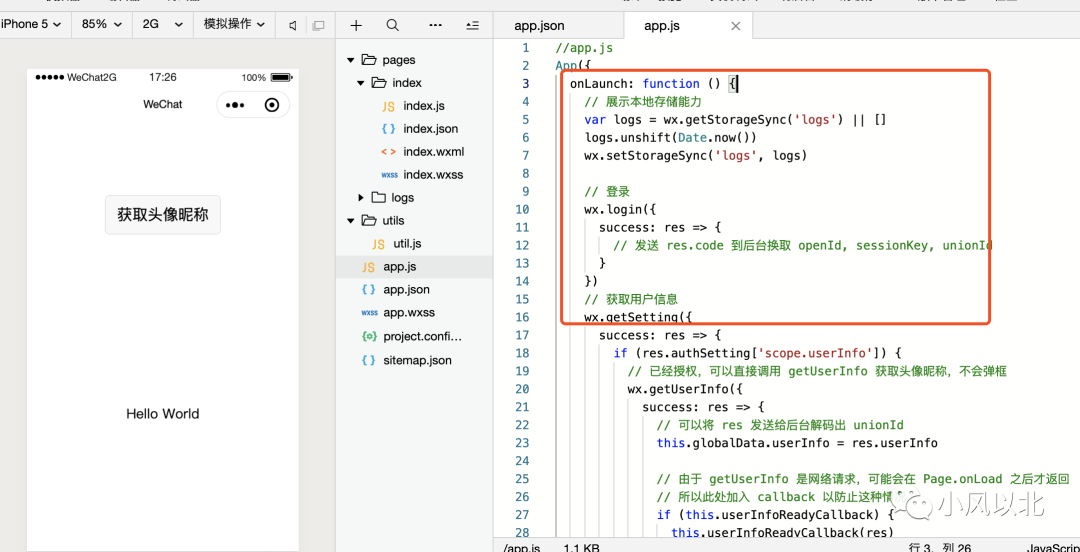 iPhone 5 85% 2G 模拟操作
WeChat2G 17:26 100%
WeChat
获取头像昵称
Hello World
pages
index
JS index.js
{ } index.json
< > index.wxml
wxss index.wxss
logs
utils
JS util.js
JS app.js
{ } app.json
wxss app.wxss
{o} project.confi...
{ } sitemap.json
app.json app.js ×
1 //app.js
2 App({
3 onLaunch: function () {
4 // 展示本地存储能力
5 var logs = wx.getStorageSync('logs') || []
6 logs.unshift(Date.now())
7 wx.setStorageSync('logs', logs)
8
9 // 登录
10 wx.login({
11 success: res => {
12 // 发送 res.code 到后台换取 openId, sessionKey, unionId
13 }
14 })
15 // 获取用户信息
16 wx.getSetting({
17 success: res => {
18 if (res.authSetting['scope.userInfo']) {
19 // 已经授权，可以直接调用 getUserInfo 获取头像昵称，不会弹框
20 wx.getUserInfo({
21 success: res => {
22 // 可以将 res 发送给后台解码出 unionId
23 this.globalData.userInfo = res.userInfo
24
25 // 由于 getUserInfo 是网络请求，可能会在 Page.onLoad 之后才返回
26 // 所以此处加入 callback 以防止这种情
27 if (this.userInfoReadyCallback) {
28 this.userInfoReadyCallback(res)
小风以北
/app.js 1.1 KB 行 3，列 26 JavaScrip